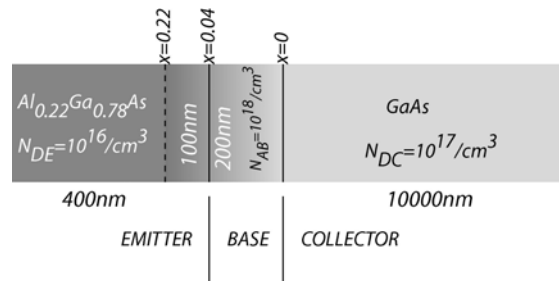 x=0.22
x=0.04
x=0
Al0.22Ga0.78As
NDE=10^16/cm^3
100nm
200nm
NAB=10^18/cm^3
GaAs
NDC=10^17/cm^3
400nm
10000nm
EMITTER
BASE
COLLECTOR